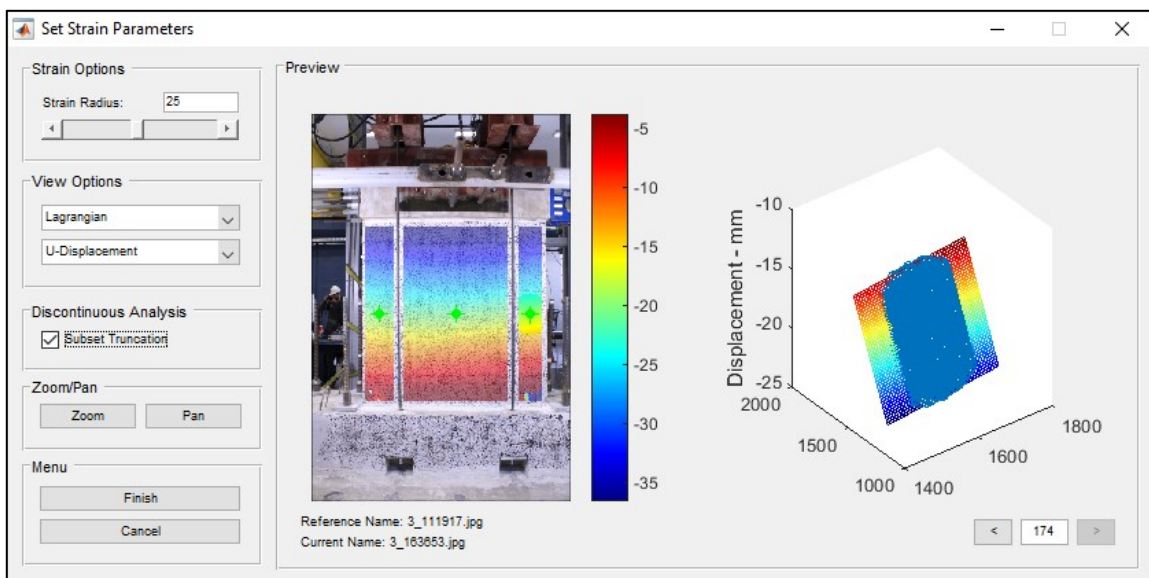 Set Strain Parameters
Strain Options
Strain Radius:
25
View Options
Lagrangian
U-Displacement
Discontinuous Analysis
Subset Truncation
Zoom/Pan
Zoom
Pan
Menu
Finish
Cancel
Preview
-5
-10
-15
-20
-25
-30
-35
Reference Name: 3_111917.jpg
Current Name: 3_163653.jpg
Displacement - mm
-10
-15
-20
-25
2000
1500
1000
1400
1600
1800
<
174
>